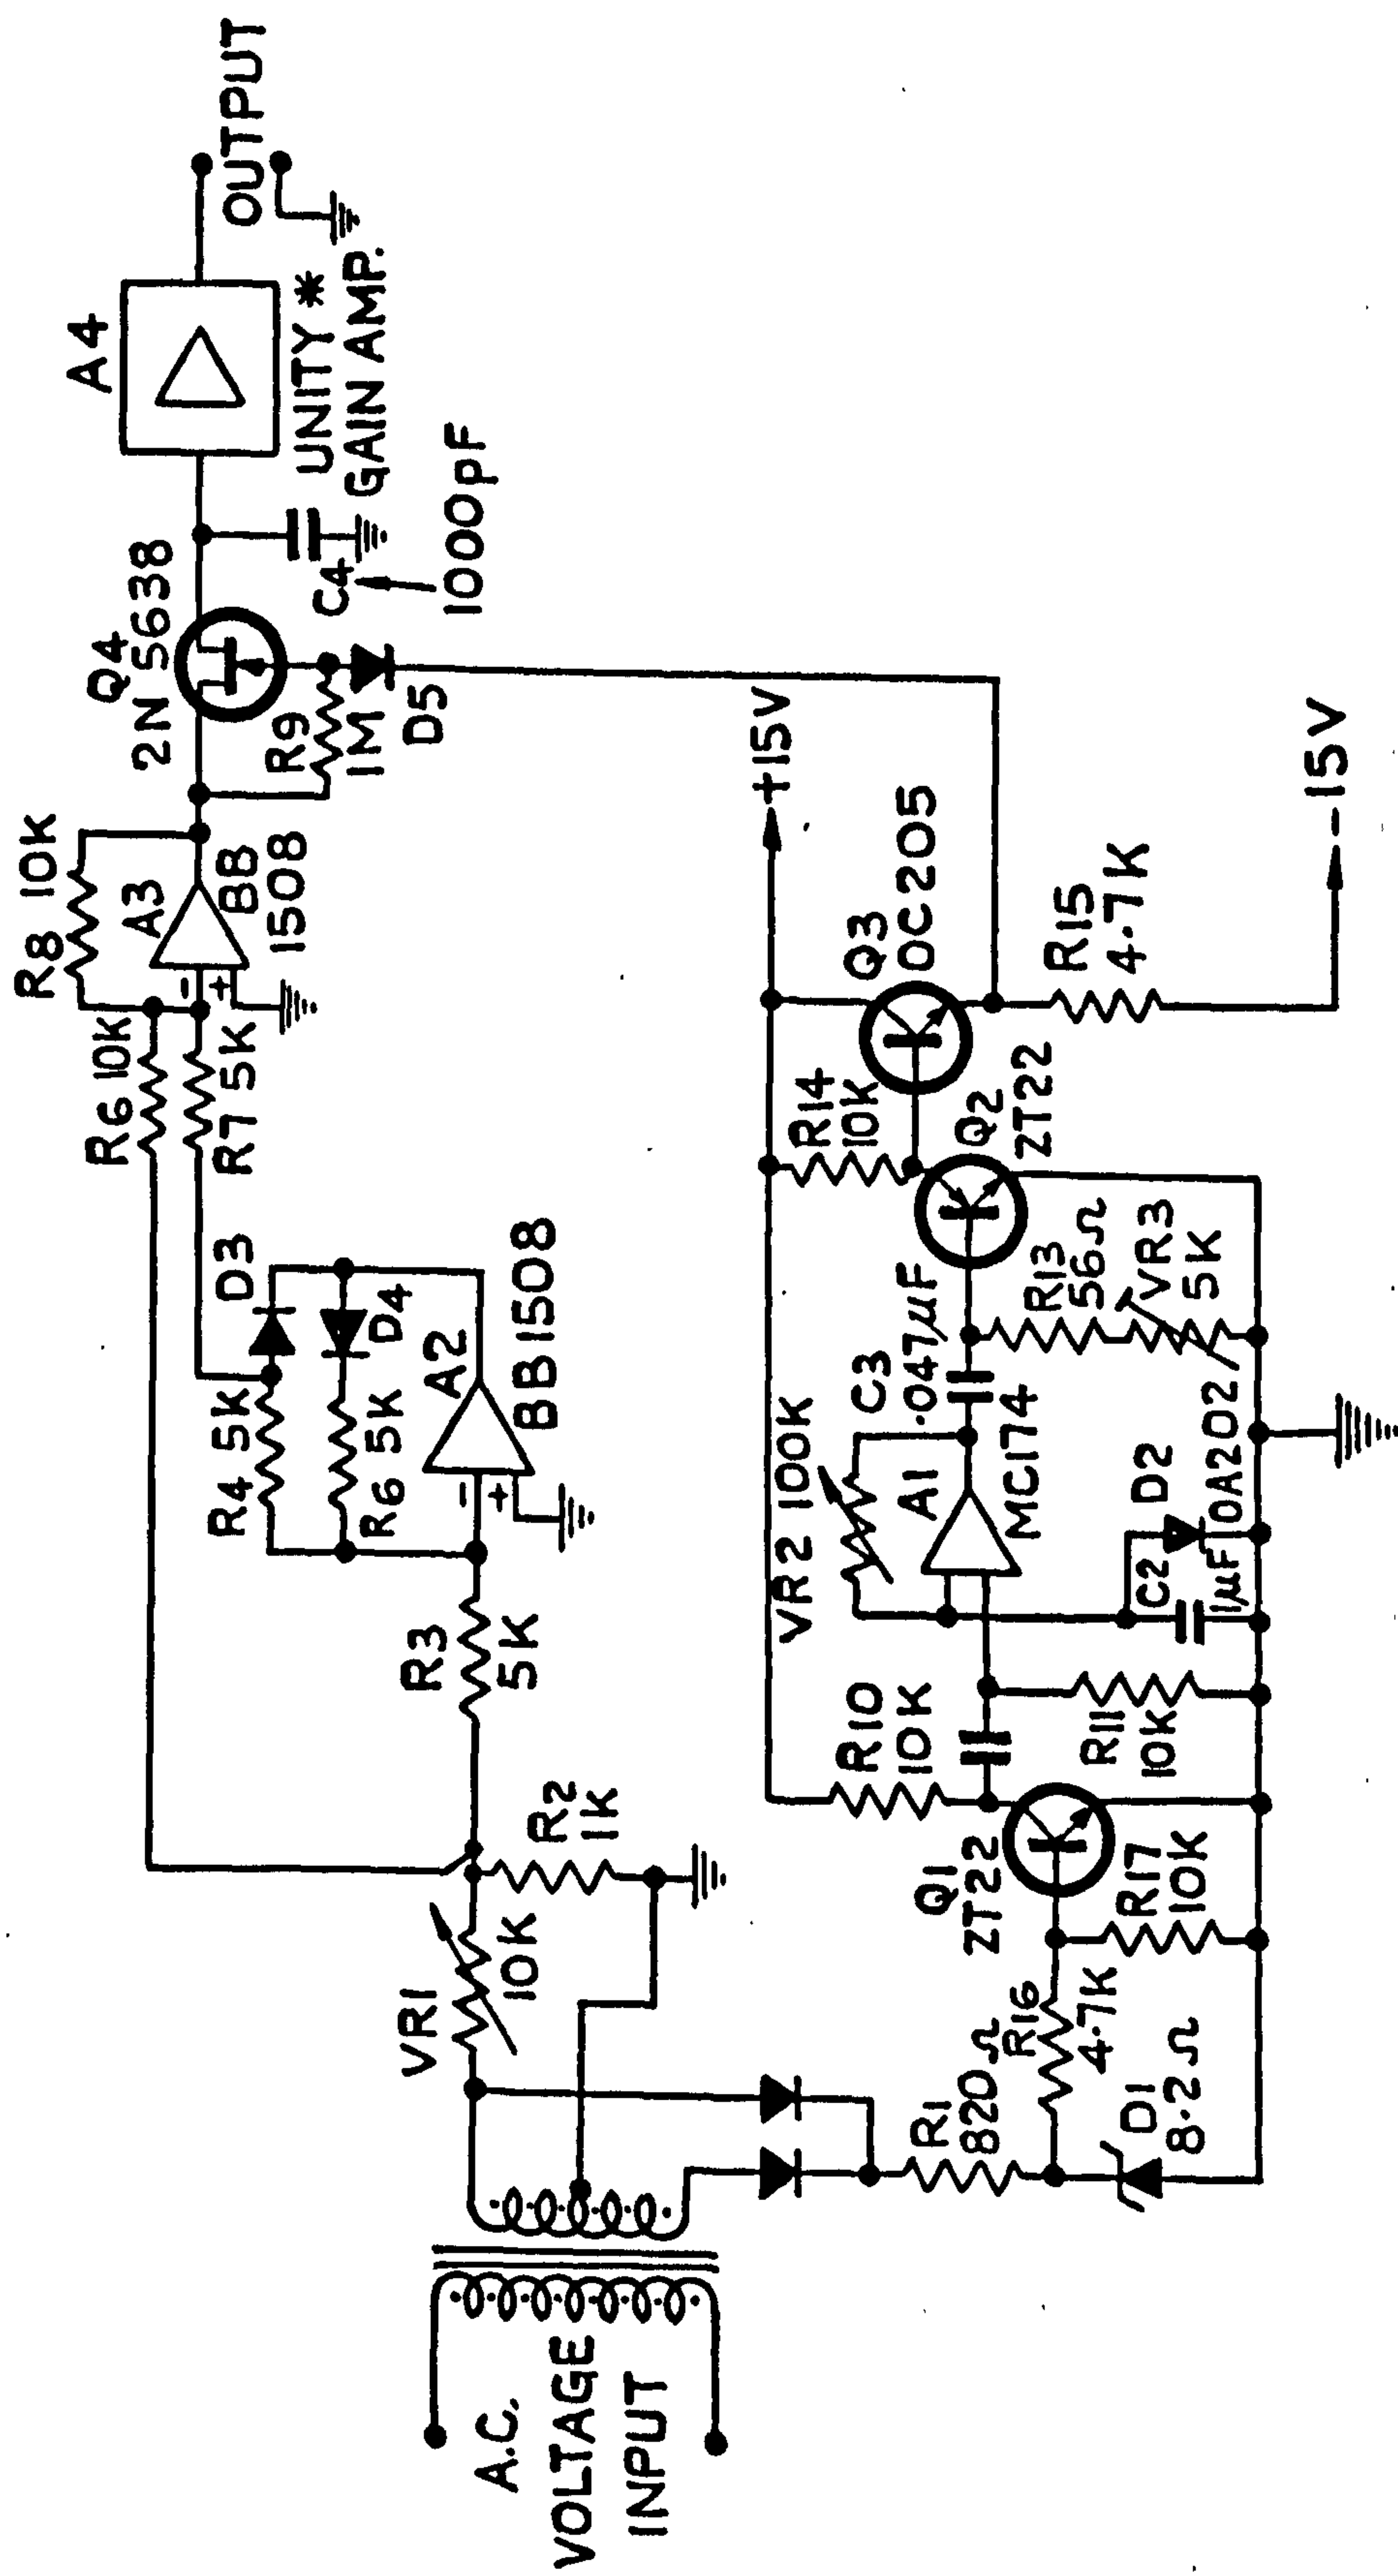 A.C.
VOLTAGE
INPUT
VR1
10K
R2
1K
R3
5K
R4 5K
D3
R6 5K
D4
A2
BB1508
R6 10K
R7 5K
R8 10K
A3
-
+
BB
1508
-
+
Q4
2N 5638
R9
1M
D5
C4
1000pF
A4
UNITY *
GAIN AMP.
OUTPUT
R1
820Ω
D1
8.2Ω
R16
4.7K
R17
10K
Q1
ZT22
R10
10K
R11
10K
VR2 100K
A1
MC174
C2
1µF
D2
OA202
C3
.047µF
R13
56Ω
VR3
5K
Q2
ZT22
R14
10K
Q3
OC205
R15
4.7K
+15V
-15V